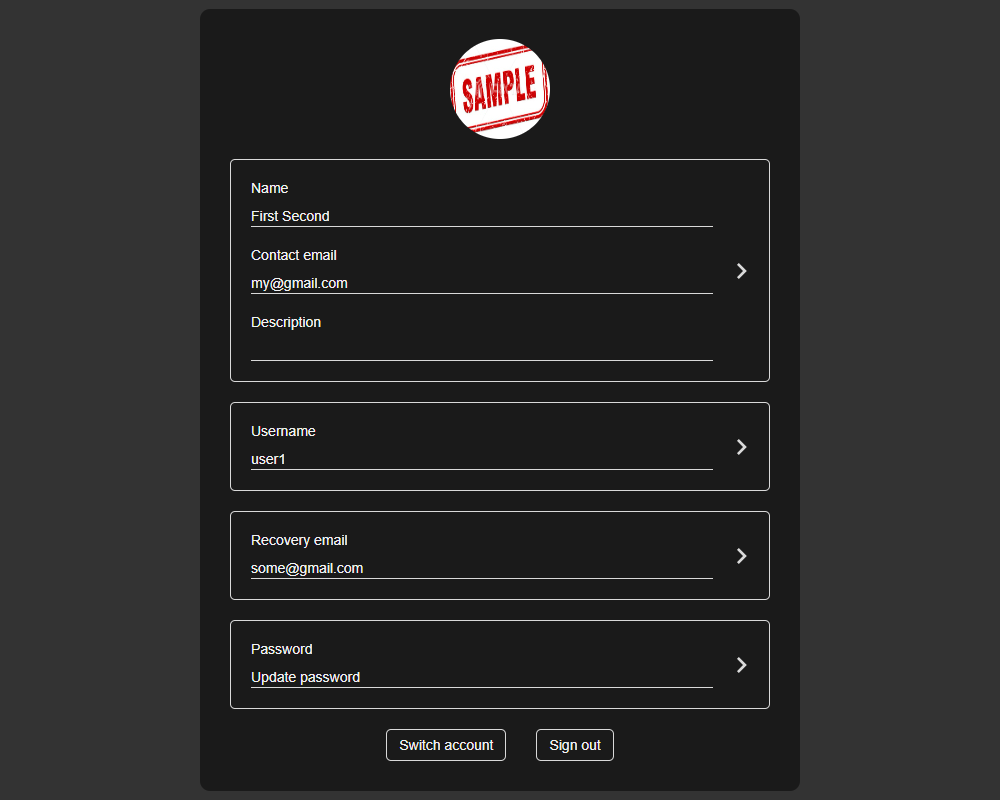 SAMPLE
Name
First Second
Contact email
my@gmail.com
Description
Username
user1
Recovery email
some@gmail.com
Password
Update password
Switch account
Sign out